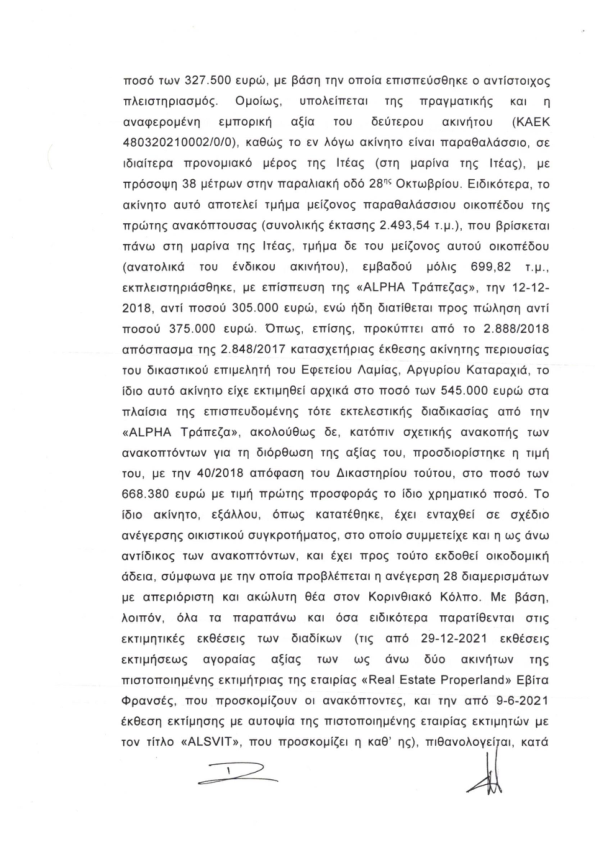 ποσό των 327.500 ευρώ, με βάση την οποία επισπεύσθηκε ο αντίστοιχος
πλειστηριασμός. Ομοίως, υπολείπεται της πραγματικής και η
αναφερομένη εμπορική αξία του δεύτερου ακινήτου (ΚΑΕΚ
480320210002/0/0), καθώς το εν λόγω ακίνητο είναι παραθαλάσσιο, σε
ιδιαίτερα προνομιακό μέρος της Ιτέας (στη μαρίνα της Ιτέας), με
πρόσοψη 38 μέτρων στην παραλιακή οδό 28ης Οκτωβρίου. Ειδικότερα, το
ακίνητο αυτό αποτελεί τμήμα μείζονος παραθαλάσσιου οικοπέδου της
πρώτης ανακόπτουσας (συνολικής έκτασης 2.493,54 τ.μ.), που βρίσκεται
πάνω στη μαρίνα της Ιτέας, τμήμα δε του μείζονος αυτού οικοπέδου
(ανατολικά του ένδικου ακινήτου), εμβαδού μόλις 699,82 τ.μ.,
εκπλειστηριάσθηκε, με επίσπευση της «ALPHA Τράπεζας», την 12-12-
2018, αντί ποσού 305.000 ευρώ, ενώ ήδη διατίθεται προς πώληση αντί
ποσού 375.000 ευρώ. Όπως, επίσης, προκύπτει από το 2.888/2018
απόσπασμα της 2.848/2017 κατασχετήριας έκθεσης ακίνητης περιουσίας
του δικαστικού επιμελητή του Εφετείου Λαμίας, Αργυρίου Καταραχιά, το
ίδιο αυτό ακίνητο είχε εκτιμηθεί αρχικά στο ποσό των 545.000 ευρώ στα
πλαίσια της επισπευδομένης τότε εκτελεστικής διαδικασίας από την
«ALPHA Τράπεζα», ακολούθως δε, κατόπιν σχετικής ανακοπής των
ανακοπτόντων για τη διόρθωση της αξίας του, προσδιορίστηκε η τιμή
του, με την 40/2018 απόφαση του Δικαστηρίου τούτου, στο ποσό των
668.380 ευρώ με τιμή πρώτης προσφοράς το ίδιο χρηματικό ποσό. Το
ίδιο ακίνητο, εξάλλου, όπως κατατέθηκε, έχει ενταχθεί σε σχέδιο
ανέγερσης οικιστικού συγκροτήματος, στο οποίο συμμετείχε και η ως άνω
αντίδικος των ανακοπτόντων, και έχει προς τούτο εκδοθεί οικοδομική
άδεια, σύμφωνα με την οποία προβλέπεται η ανέγερση 28 διαμερισμάτων
με απεριόριστη και ακώλυτη θέα στον Κορινθιακό Κόλπο. Με βάση,
λοιπόν, όλα τα παραπάνω και όσα ειδικότερα παρατίθενται στις
εκτιμητικές εκθέσεις των διαδίκων (τις από 29-12-2021 εκθέσεις
εκτιμήσεως αγοραίας αξίας των ως άνω δύο ακινήτων της
πιστοποιημένης εκτιμήτριας της εταιρίας «Real Estate Properland» Εβίτα
Φρανσές, που προσκομίζουν οι ανακόπτοντες, και την από 9-6-2021
έκθεση εκτίμησης με αυτοψία της πιστοποιημένης εταιρίας εκτιμητών με
τον τίτλο «ALSVIT», που προσκομίζει η καθ' ης), πιθανολογείται, κατά